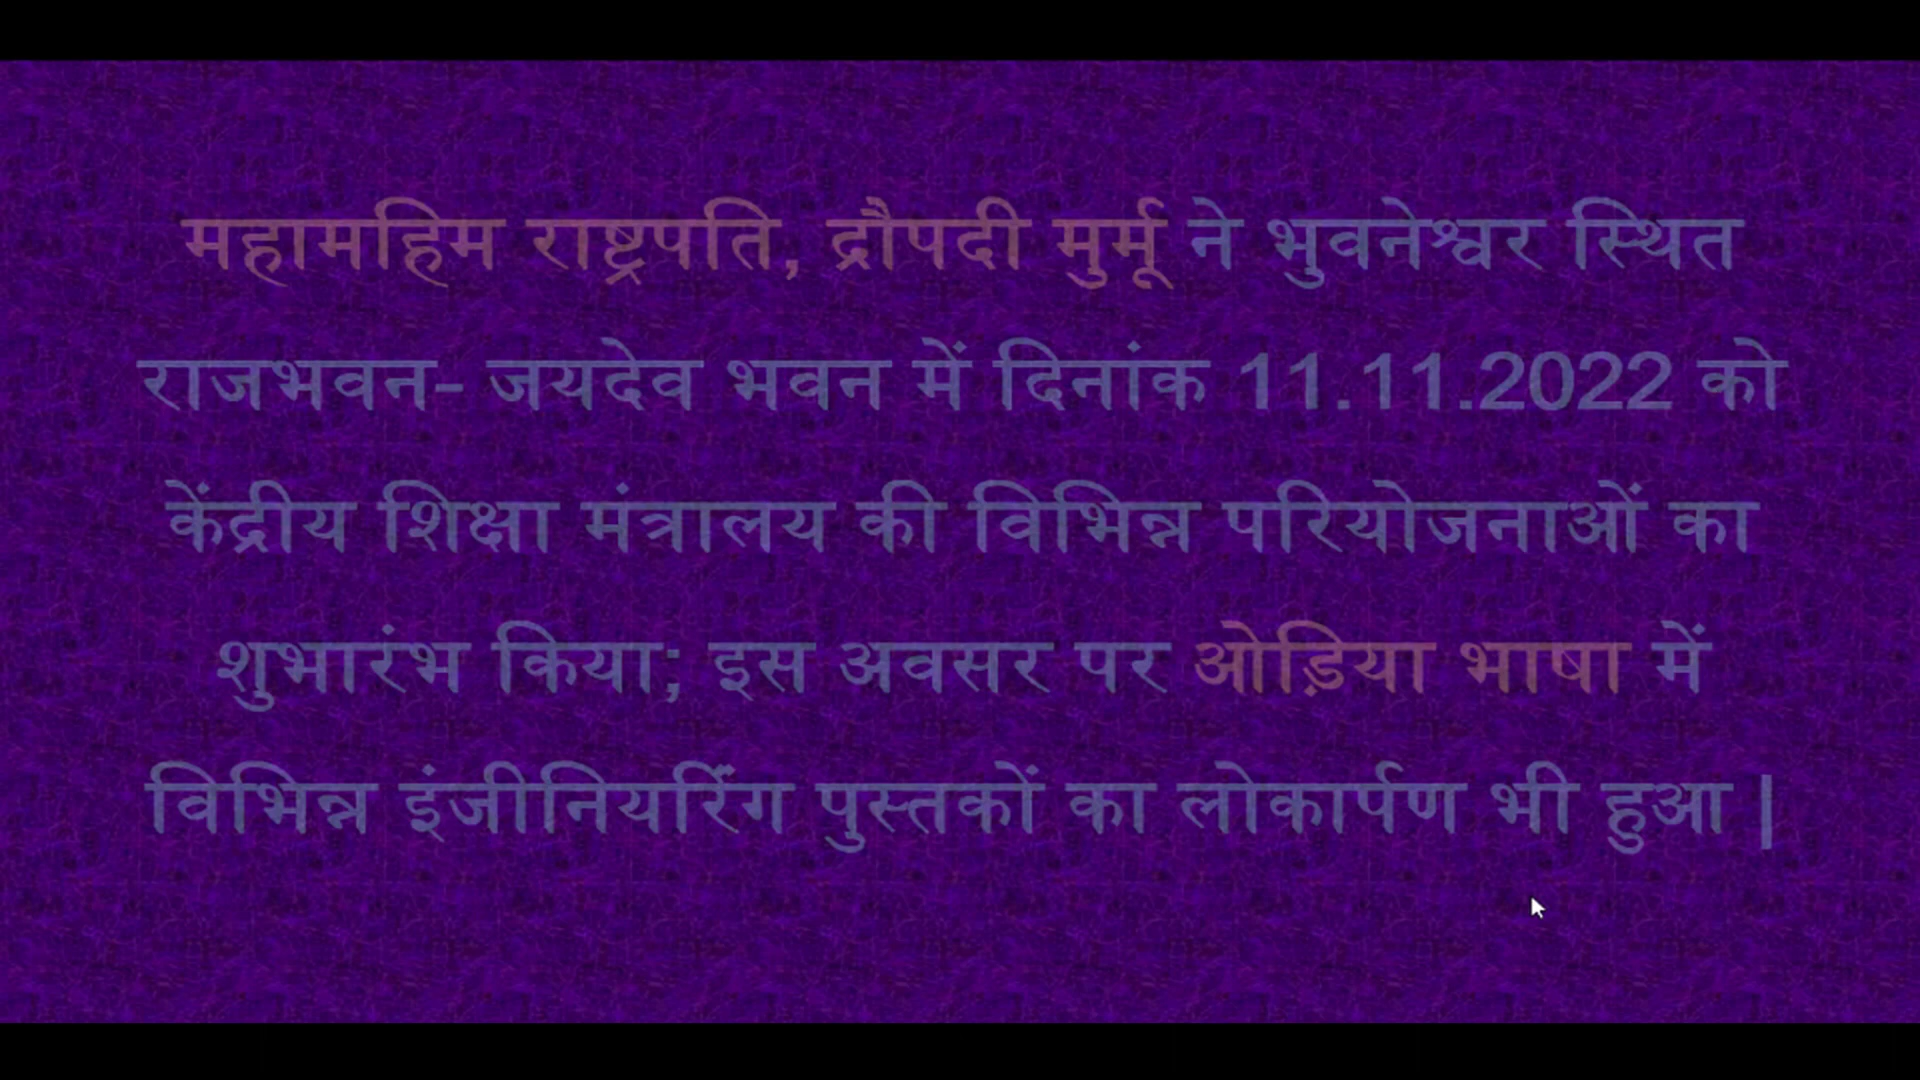 महामहिम राष्ट्रपति, द्रौपदी मुर्मू ने भुवनेश्वर स्थित
राजभवन- जयदेव भवन में दिनांक 11.11.2022 को
केंद्रीय शिक्षा मंत्रालय की विभिन्न परियोजनाओं का
शुभारंभ किया; इस अवसर पर ओड़िया भाषा में
विभिन्न इंजीनियरिंग पुस्तकों का लोकार्पण भी हुआ |